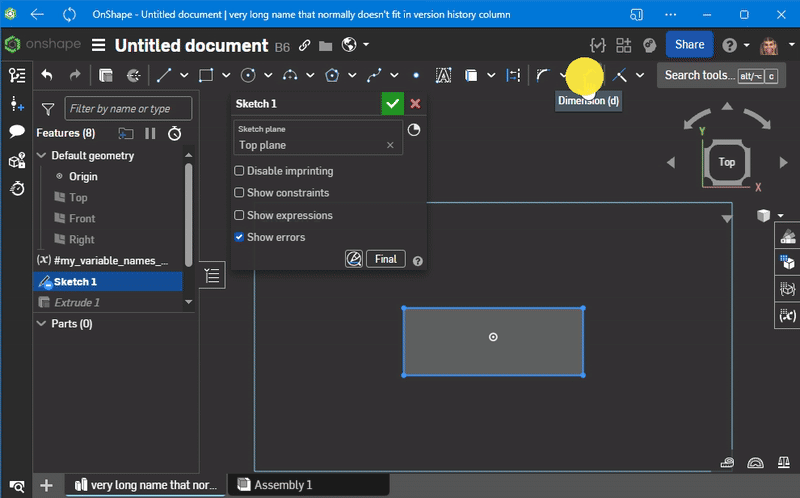 OnShape - Untitled document | very long name that normally doesn't fit in version history column
onshape Untitled document B6 Share
Search tools... alt/⌥ c
Dimension (d)
Filter by name or type
Features (8)
Default geometry
Origin
Top
Front
Right
(x) #my_variable_names_...
Sketch 1
Extrude 1
Parts (0)
Sketch 1
Sketch plane
Top plane
Disable imprinting
Show constraints
Show expressions
Show errors
Final
Y
Top
X
very long name that nor...
Assembly 1